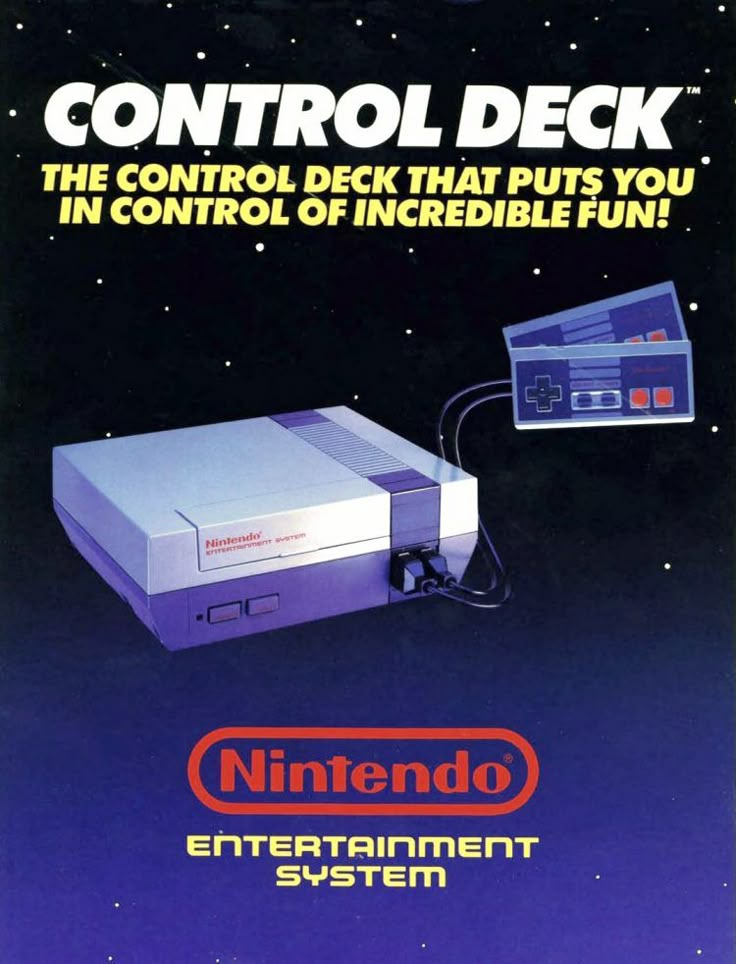 CONTROL DECK™
THE CONTROL DECK THAT PUTS YOU
IN CONTROL OF INCREDIBLE FUN!
Nintendo®
ENTERTAINMENT SYSTEM
Nintendo®
ENTERTAINMENT
SYSTEM